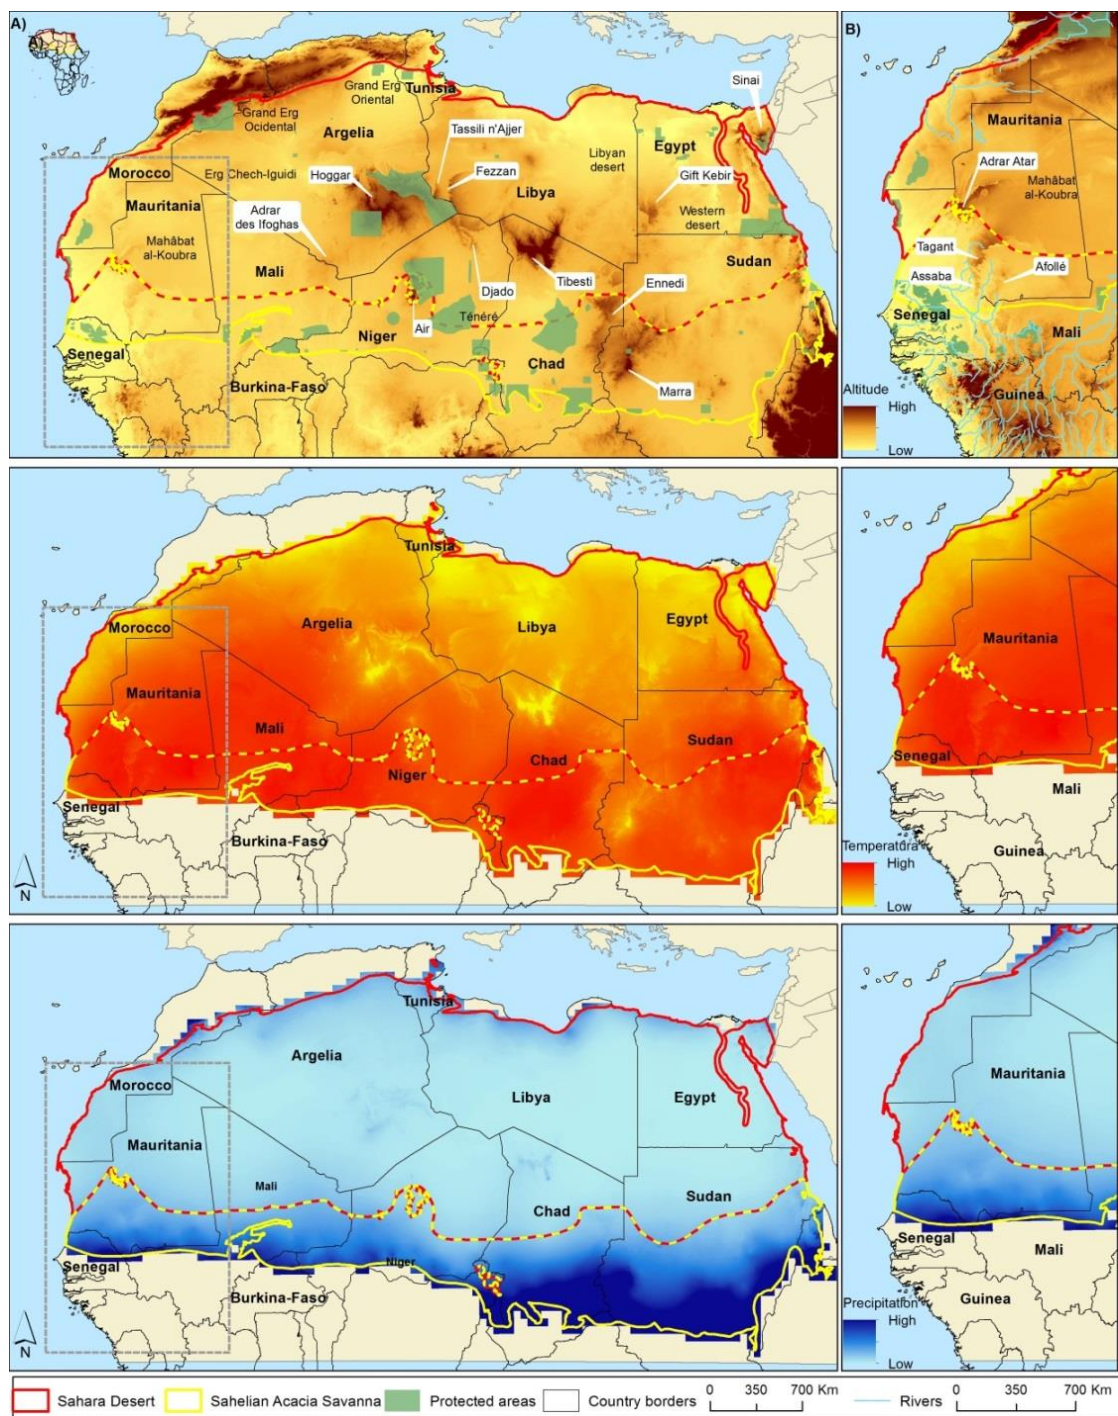 A)
A)
Sinai
Grand Erg
Oriental
Tunisia
Grand Erg
Ocidental
Argelia
Tassili n'Ajjer
Egypt
Libyan
desert
Morocco
Erg Chech-Iguidi
Hoggar
Fezzan
Libya
Gift Kebir
Mauritania
Adrar
des Ifoghas
Western
desert
Mahâbat
al-Koubra
Mali
Tibesti
Ennedi
Sudan
Djado
Niger
Air
Ténéré
Senegal
Chad
Burkina-Faso
Marra
B)
Mauritania
Adrar Atar
Mahâbat
al-Koubra
Tagant
Assaba
Afollé
Senegal
Mali
Altitude
High
Low
Guinea
Tunisia
Morocco
Argelia
Libya
Egypt
Mauritania
Mali
Niger
Chad
Sudan
Senegal
Burkina-Faso
N
Mauritania
Senegal
Mali
Guinea
Temperatura
High
Low
Tunisia
Argelia
Morocco
Libya
Egypt
Mauritania
Mali
Chad
Sudan
Senegal
Niger
Burkina-Faso
N
Mauritania
Senegal
Mali
Guinea
Precipitation
High
Low
Sahara Desert
Sahelian Acacia Savanna
Protected areas
Country borders
0 350 700 Km
Rivers
0 350 700 Km